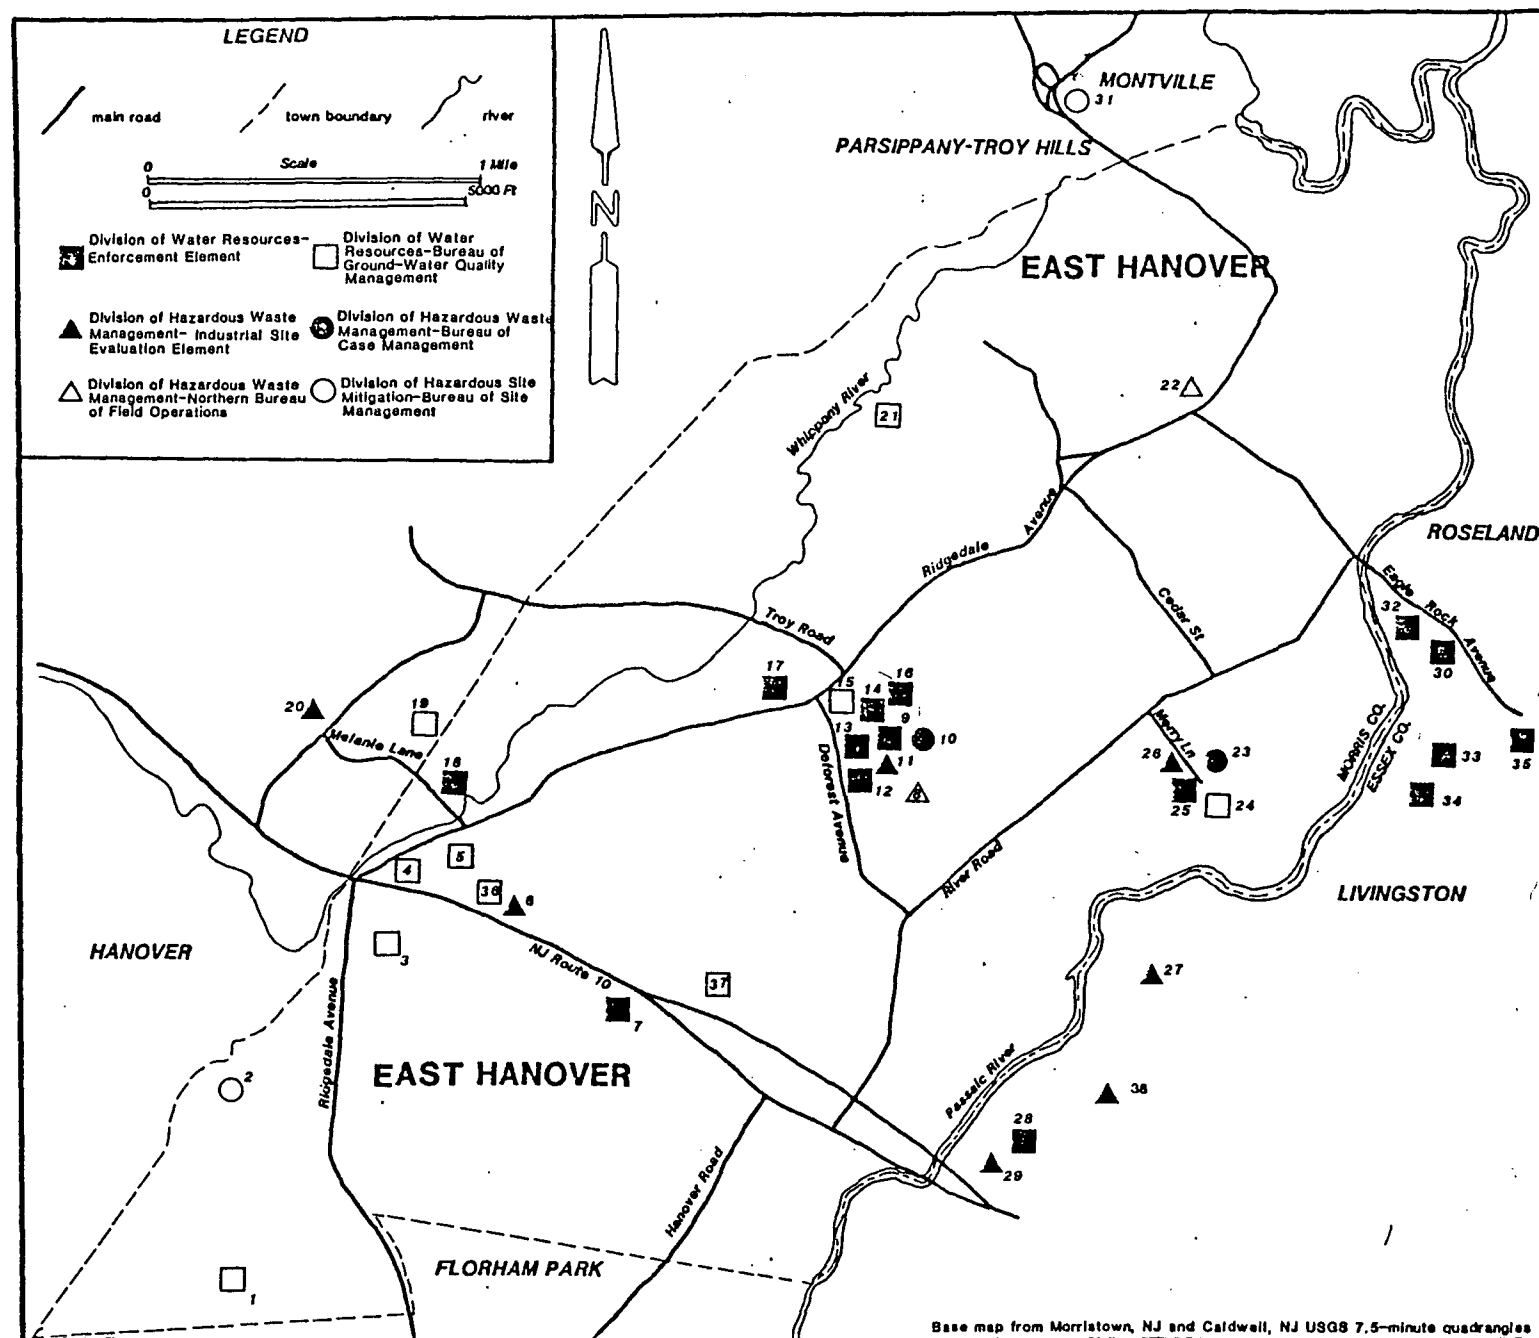 LEGEND
main road
town boundary
river
0 Scale 1 Mile
0 5000 Ft
Division of Water Resources-
Enforcement Element
Division of Water
Resources-Bureau of
Ground-Water Quality
Management
Division of Hazardous Waste
Management- Industrial Site
Evaluation Element
Division of Hazardous Waste
Management-Bureau of
Case Management
Division of Hazardous Waste
Management-Northern Bureau
of Field Operations
Division of Hazardous Site
Mitigation-Bureau of Site
Management
N
MONTVILLE
31
PARSIPPANY-TROY HILLS
EAST HANOVER
22
Whippany River
21
Ridgedale Avenue
ROSELAND
Eagle Rock Avenue
32
30
Cedar St
Troy Road
17
15
14
16
13
9
10
11
12
8
Deforest Avenue
20
19
Melanie Lane
18
Merry Ln
26
23
25
24
MORRIS CO.
ESSEX CO.
33
35
34
River Road
4
5
36
6
LIVINGSTON
HANOVER
3
NJ Route 10
37
7
27
Ridgedale Avenue
EAST HANOVER
2
Passaic River
38
28
29
Hanover Road
FLORHAM PARK
1
Base map from Morristown, NJ and Caldwell, NJ USGS 7.5-minute quadrangles